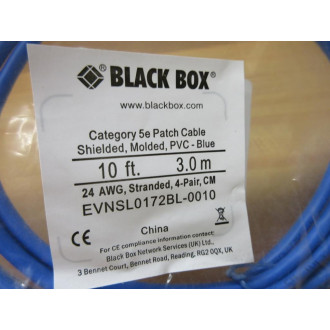 BLACK BOX®
www.blackbox.com
Category 5e Patch Cable
Shielded, Molded, PVC - Blue
10 ft. 3.0 m
24 AWG, Stranded, 4-Pair, CM
EVNSL0172BL-0010
China
CE
For CE compliance information contact:
Black Box Network Services (UK) Ltd.,
3 Bennet Court, Bennet Road, Reading, RG2 0QX, UK